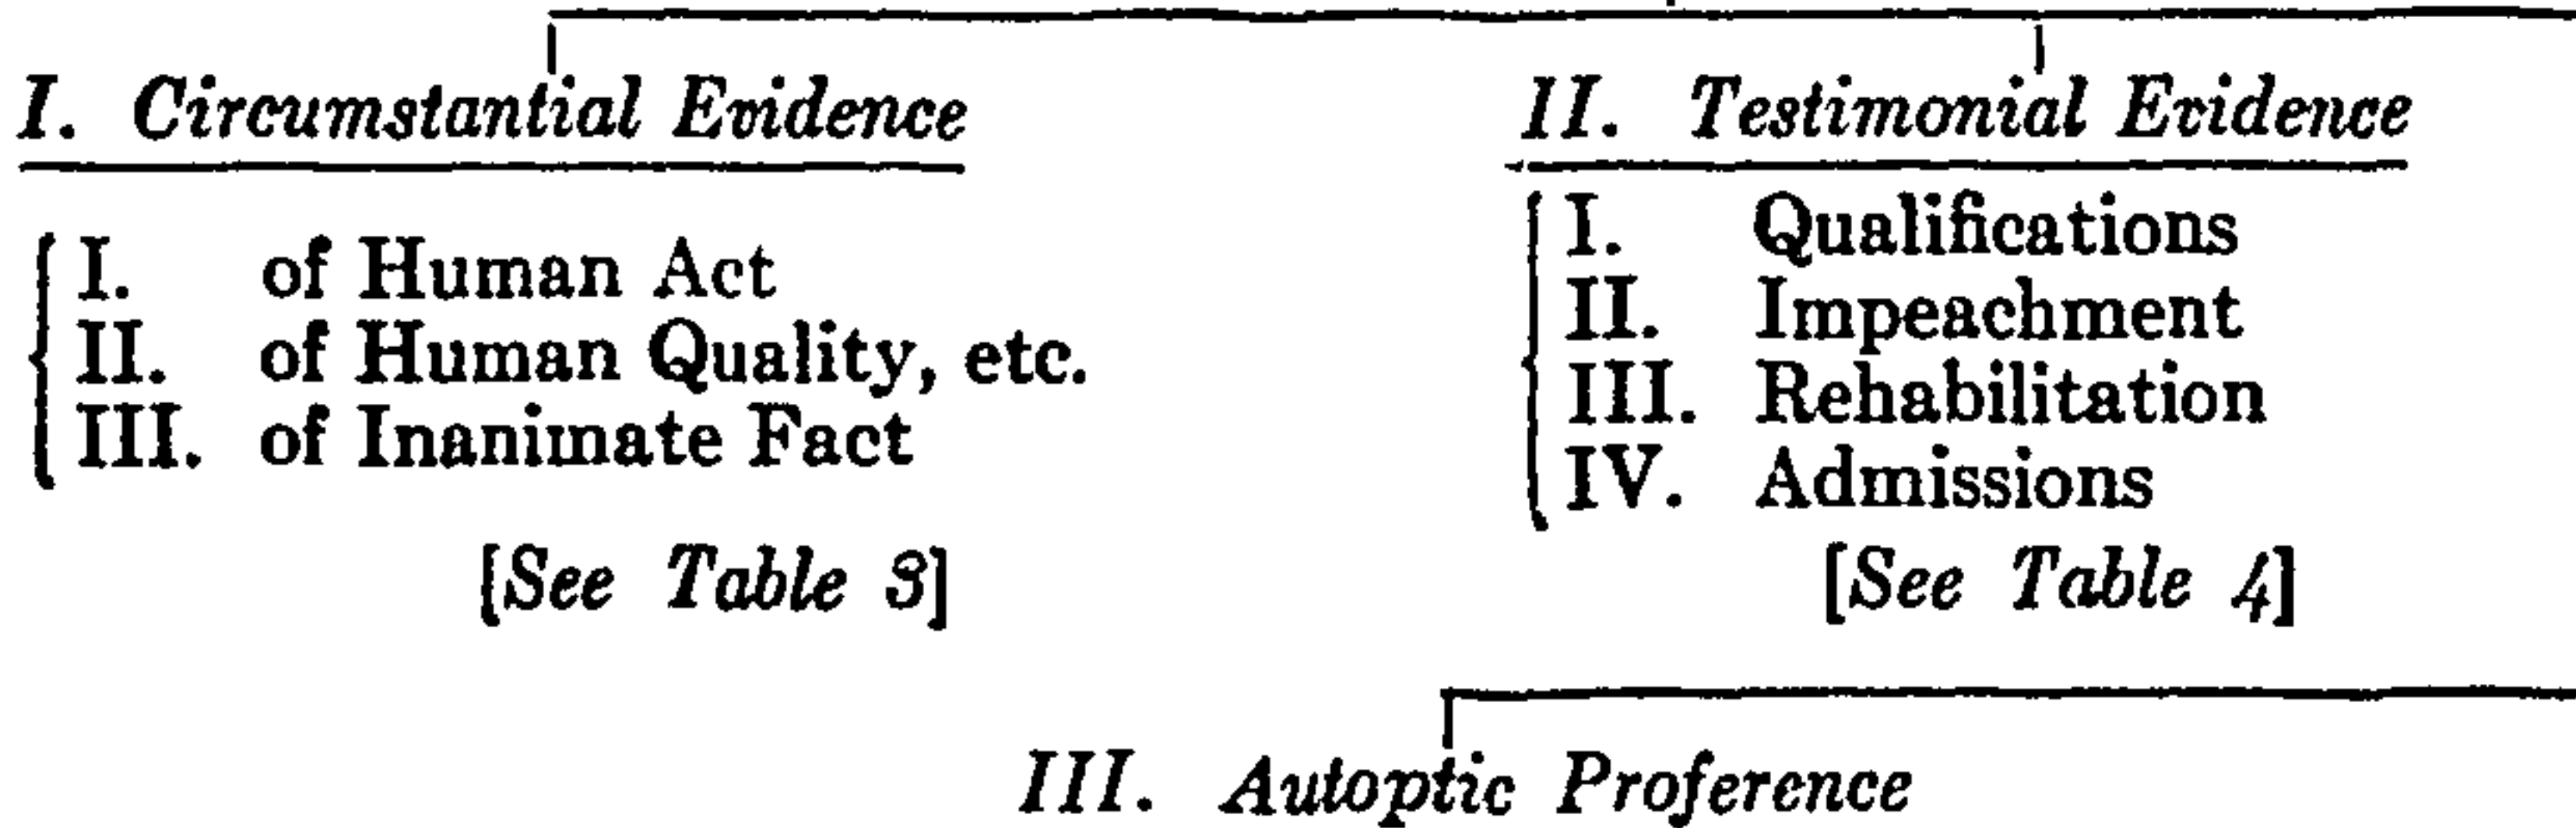 I. Circumstantial Evidence
I. of Human Act
II. of Human Quality, etc.
III. of Inanimate Fact
[See Table 3]
II. Testimonial Evidence
I. Qualifications
II. Impeachment
III. Rehabilitation
IV. Admissions
[See Table 4]
III. Autoptic Proference